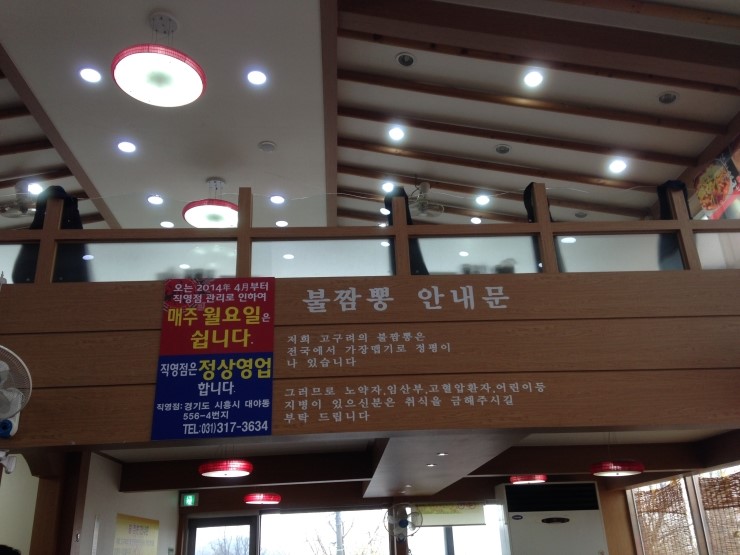 오는 2014年 4月부터
직영점 관리로 인하여
매주 월요일은
쉽니다.
직영점은 정상영업
합니다.
직영점: 경기도 시흥시 대야동
556-4번지
TEL:031)317-3634
불짬뽕 안내문
저희 고구려의 불짬뽕은
전국에서 가장맵기로 정평이
나 있습니다
그러므로 노약자,임산부,고혈압환자,어린이등
지병이 있으신분은 취식을 금해주시길
부탁 드립니다